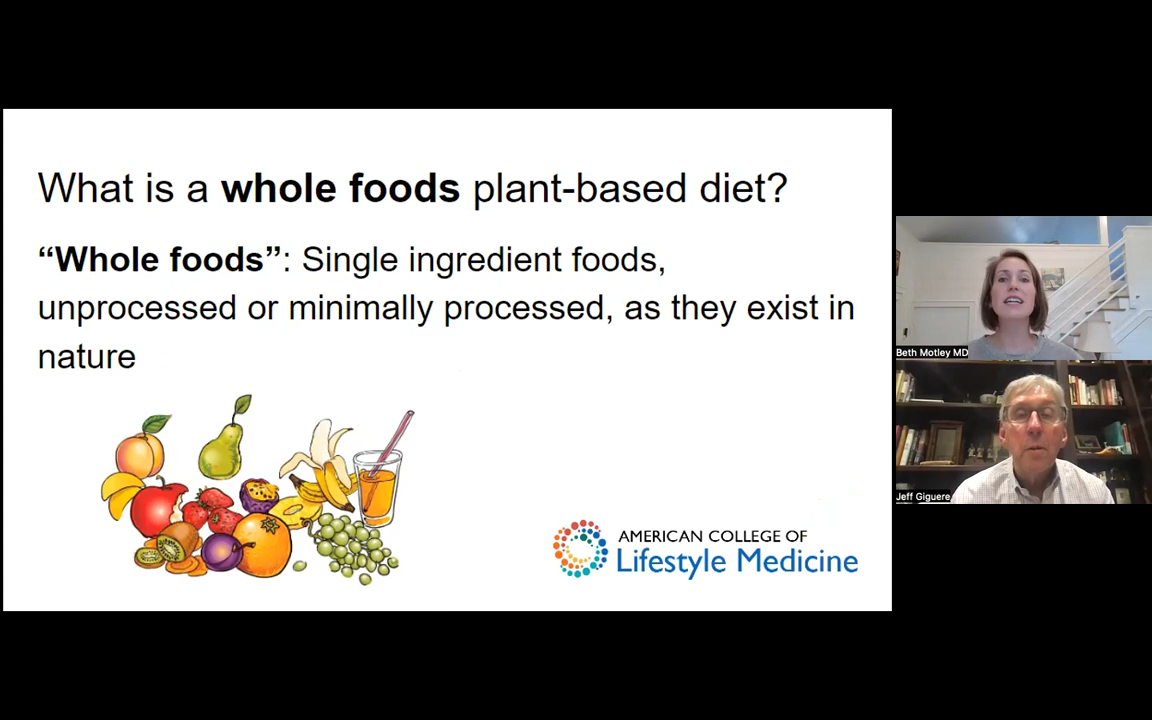 What is a whole foods plant-based diet?
“Whole foods”: Single ingredient foods,
unprocessed or minimally processed, as they exist in
nature
AMERICAN COLLEGE OF
Lifestyle Medicine
Beth Motley MD
Jeff Giguere